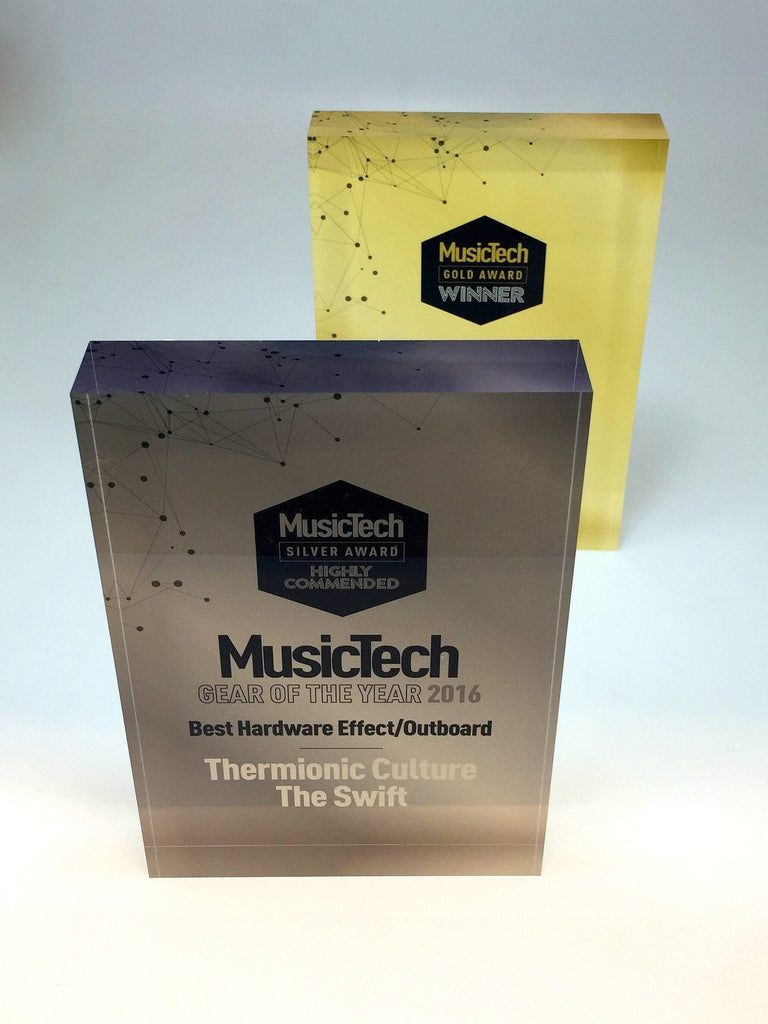 MusicTech
GOLD AWARD
WINNER
MusicTech
SILVER AWARD
HIGHLY
COMMENDED
MusicTech
GEAR OF THE YEAR 2016
Best Hardware Effect/Outboard
Thermionic Culture
The Swift